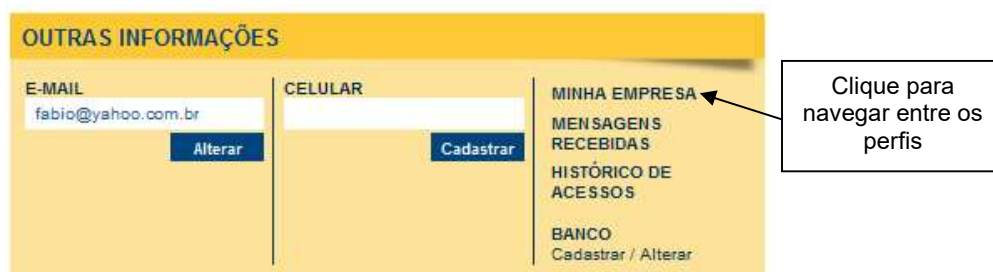 OUTRAS INFORMAÇÕES
E-MAIL
fabio@yahoo.com.br
Alterar
CELULAR
Cadastrar
MINHA EMPRESA
MENSAGENS
RECEBIDAS
HISTÓRICO DE
ACESSOS
BANCO
Cadastrar / Alterar
Clique para
navegar entre os
perfis